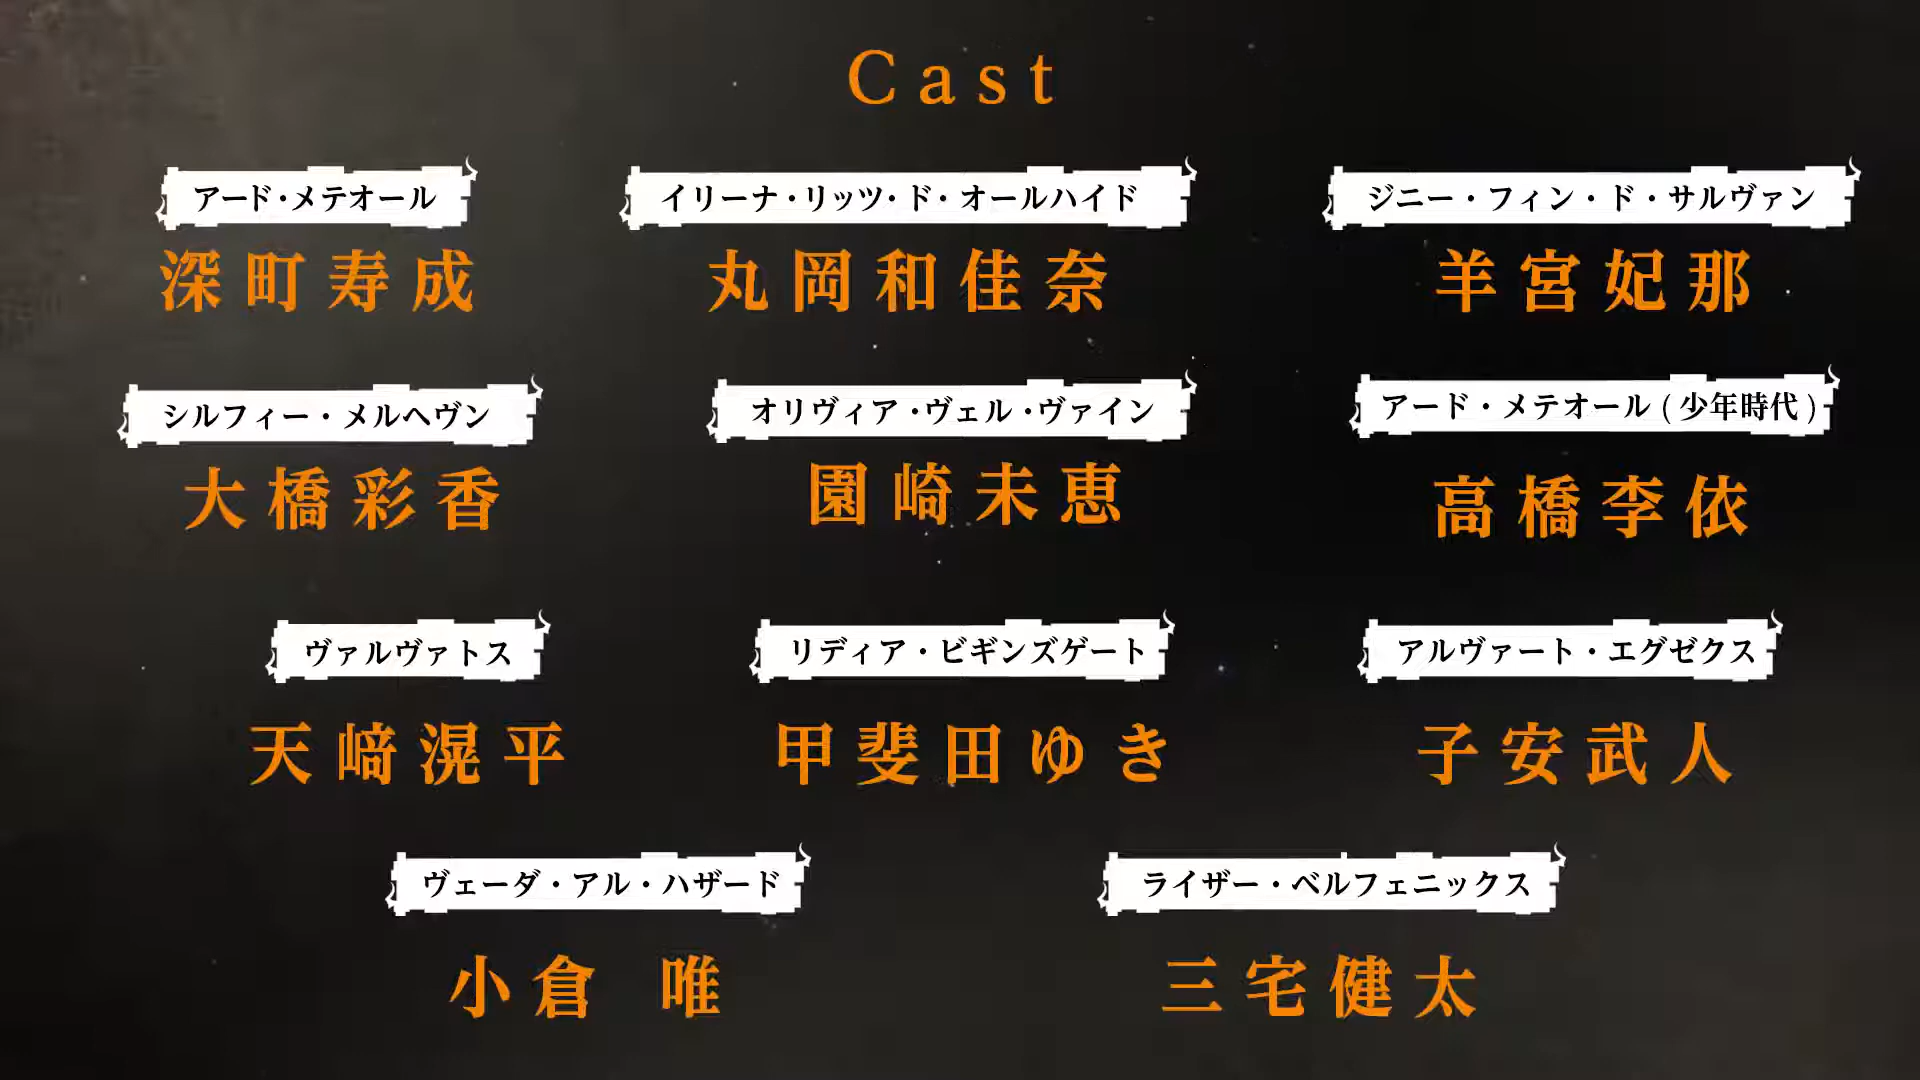 Cast
アード・メテオール
深町寿成
イリーナ・リッツ・ド・オールハイド
丸岡和佳奈
ジニー・フィン・ド・サルヴァン
羊宮妃那
シルフィー・メルヘヴン
大橋彩香
オリヴィア・ヴェル・ヴァイン
園崎未恵
アード・メテオール(少年時代)
高橋李依
ヴァルヴァトス
天﨑滉平
リディア・ビギンズゲート
甲斐田ゆき
アルヴァート・エグゼクス
子安武人
ヴェーダ・アル・ハザード
小倉 唯
ライザー・ベルフェニックス
三宅健太